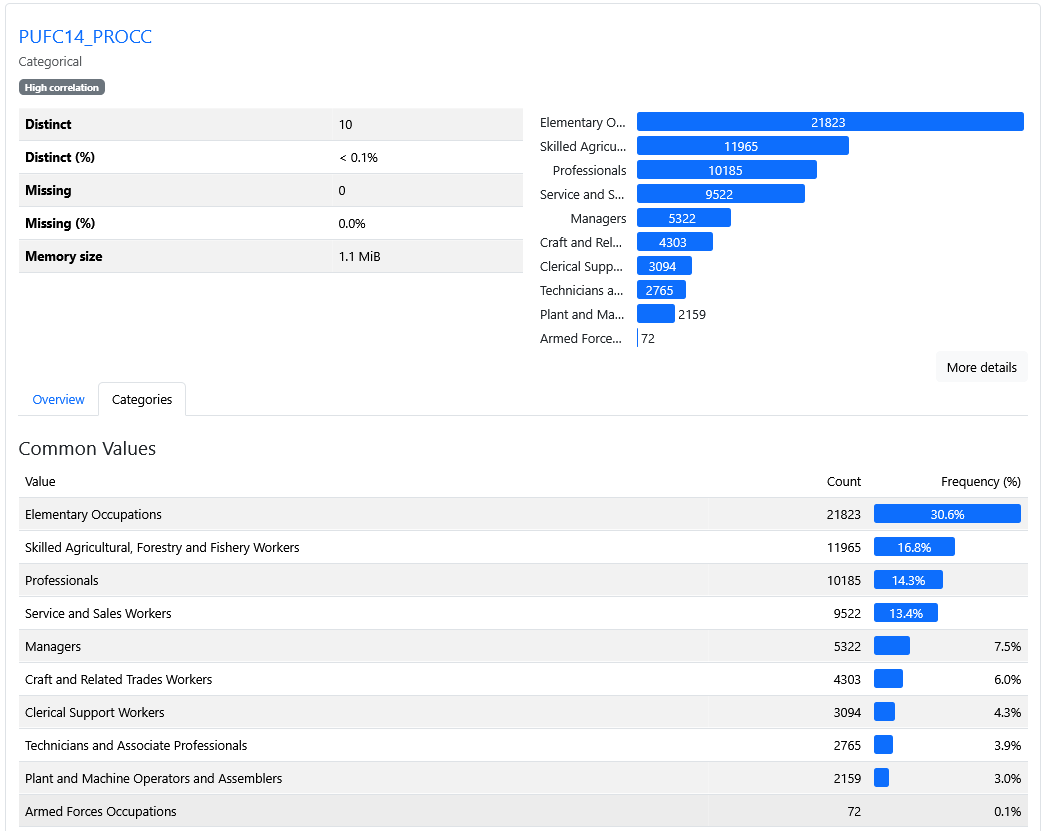 PUFC14_PROCC
Categorical
High correlation
Distinct 10
Distinct (%) < 0.1%
Missing 0
Missing (%) 0.0%
Memory size 1.1 MiB
Elementary O... 21823
Skilled Agricu... 11965
Professionals 10185
Service and S... 9522
Managers 5322
Craft and Rel... 4303
Clerical Supp... 3094
Technicians a... 2765
Plant and Ma... 2159
Armed Force... 72
More details
Overview Categories
Common Values
Value Count Frequency (%)
Elementary Occupations 21823 30.6%
Skilled Agricultural, Forestry and Fishery Workers 11965 16.8%
Professionals 10185 14.3%
Service and Sales Workers 9522 13.4%
Managers 5322 7.5%
Craft and Related Trades Workers 4303 6.0%
Clerical Support Workers 3094 4.3%
Technicians and Associate Professionals 2765 3.9%
Plant and Machine Operators and Assemblers 2159 3.0%
Armed Forces Occupations 72 0.1%